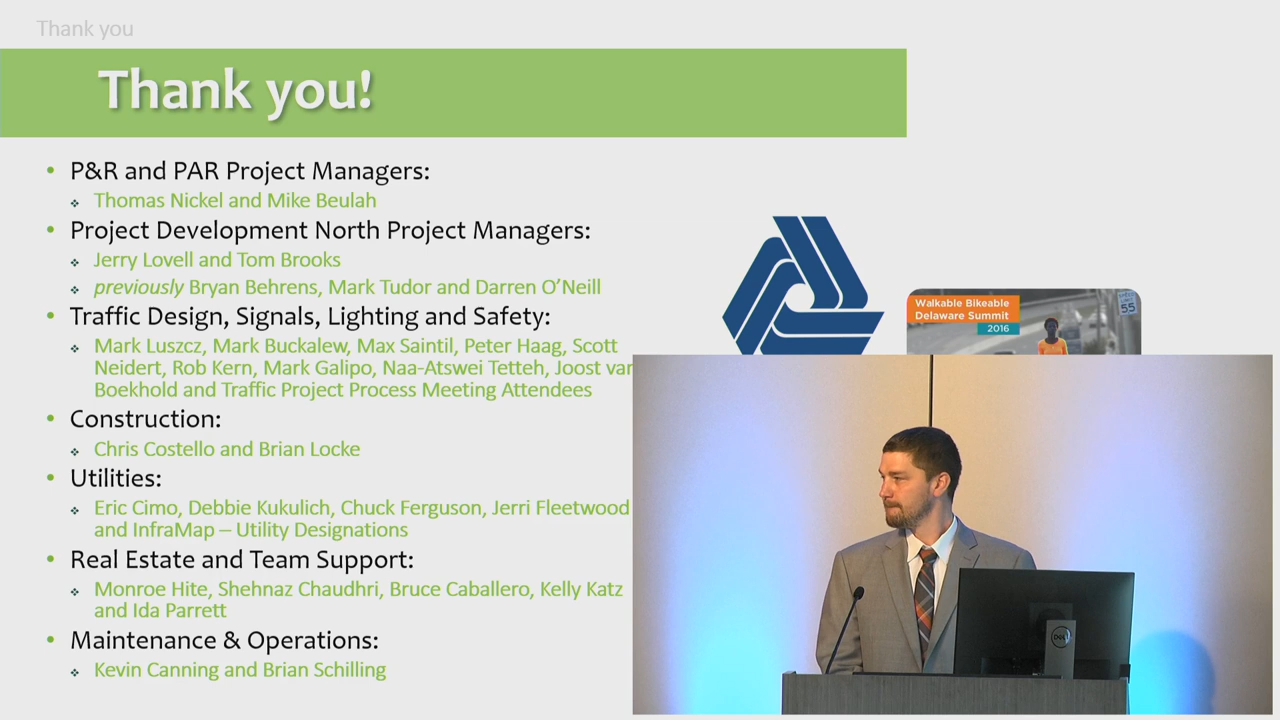 Thank you
Thank you!
P&R and PAR Project Managers:
Thomas Nickel and Mike Beulah
Project Development North Project Managers:
Jerry Lovell and Tom Brooks
previously Bryan Behrens, Mark Tudor and Darren O'Neill
Traffic Design, Signals, Lighting and Safety:
Mark Luszcz, Mark Buckalew, Max Saintil, Peter Haag, Scott
Neidert, Rob Kern, Mark Galipo, Naa-Atswei Tetteh, Joost van
Boekhold and Traffic Project Process Meeting Attendees
Construction:
Chris Costello and Brian Locke
Utilities:
Eric Cimo, Debbie Kukulich, Chuck Ferguson, Jerri Fleetwood
and InfraMap – Utility Designations
Real Estate and Team Support:
Monroe Hite, Shehnaz Chaudhri, Bruce Caballero, Kelly Katz
and Ida Parrett
Maintenance & Operations:
Kevin Canning and Brian Schilling
Walkable Bikeable
Delaware Summit
2016
SPEED
LIMIT
55
DELL